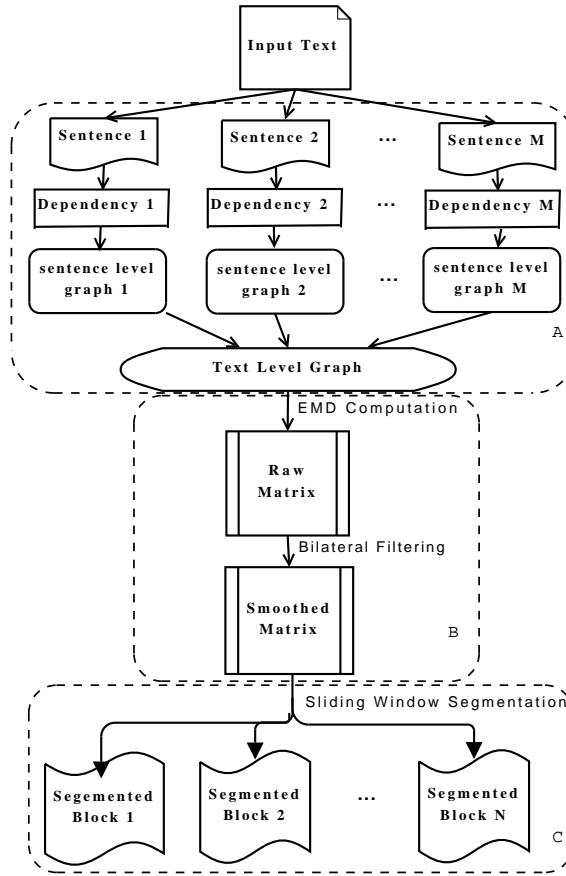 Input Text
Sentence 1
Sentence 2
...
Sentence M
Dependency 1
Dependency 2
...
Dependency M
sentence level
graph 1
sentence level
graph 2
...
sentence level
graph M
A
Text Level Graph
EMD Computation
Raw
Matrix
Bilateral Filtering
Smoothed
Matrix
B
Sliding Window Segmentation
Segemented
Block 1
Segmented
Block 2
...
Segmented
Block N
C